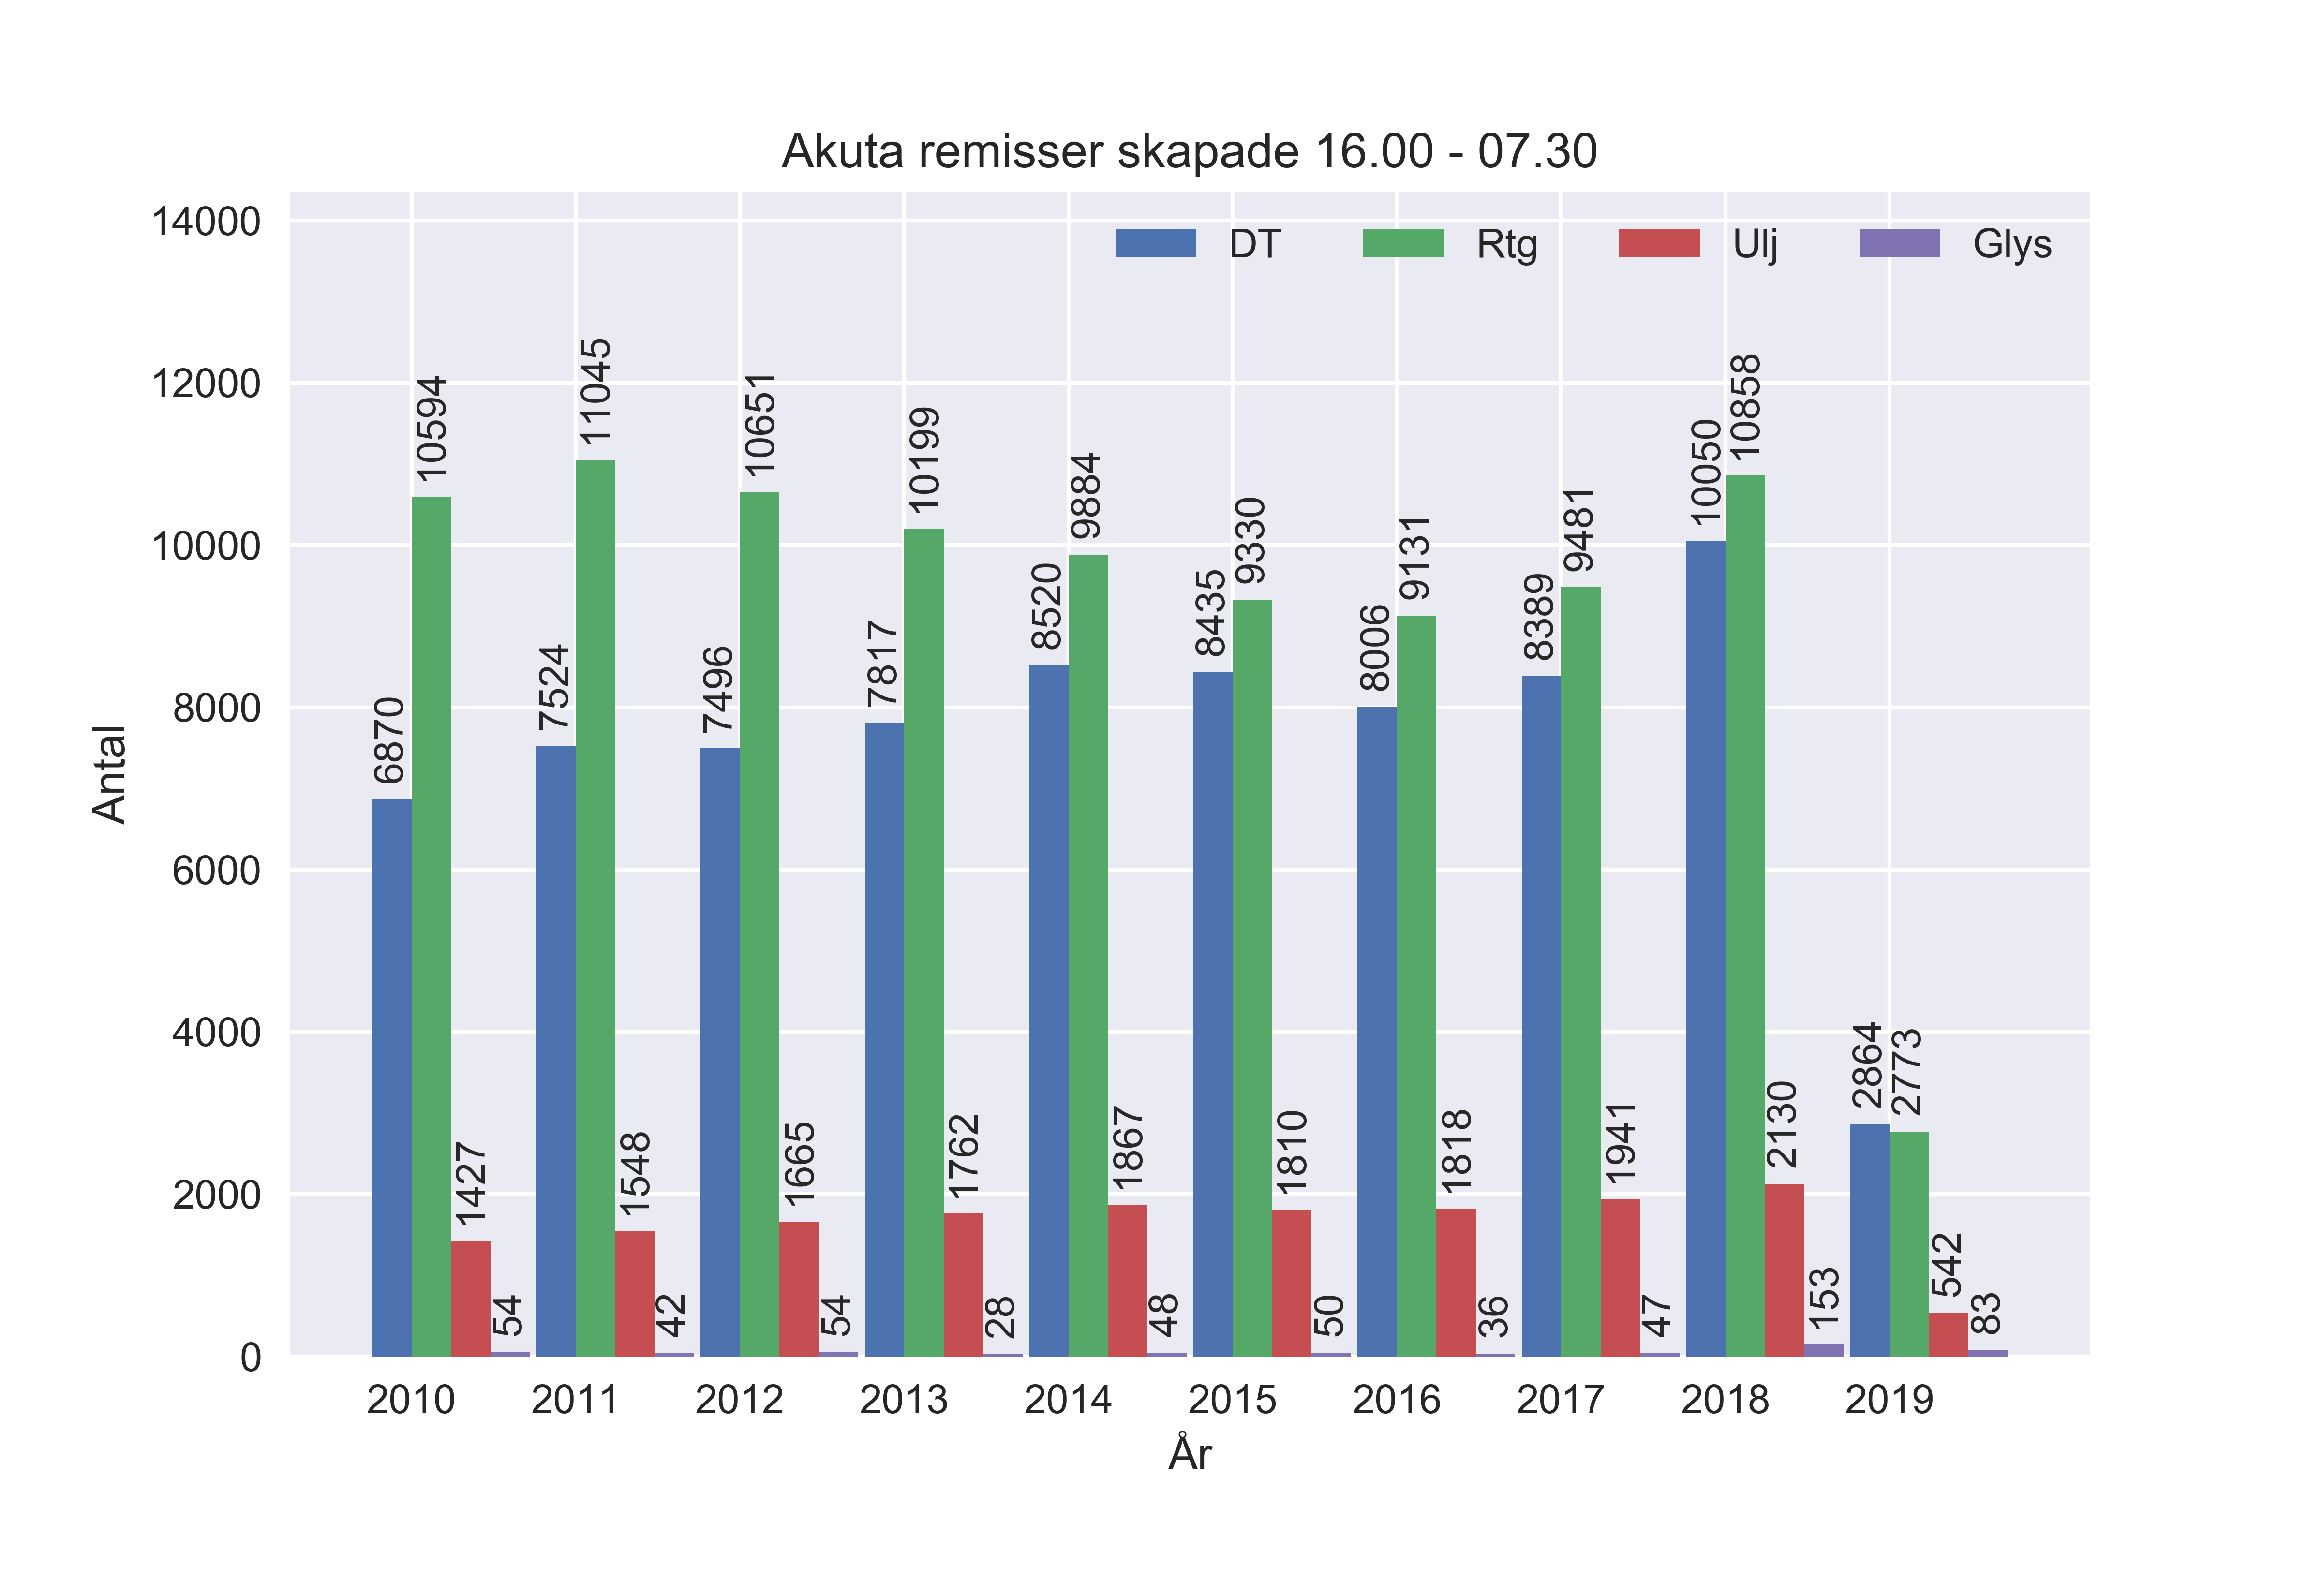 Akuta remisser skapade 16.00 - 07.30
14000
12000
10000
8000
6000
4000
2000
0
Antal
DT Rtg Ulj Glys
6870 10594 1427 54
7524 11045 1548 42
7496 10651 1665 54
7817 10199 1762 28
8520 9884 1867 48
8435 9330 1810 50
8006 9131 1818 36
8389 9481 1941 47
10050 10858 2130 153
2864 2773 542 83
2010 2011 2012 2013 2014 2015 2016 2017 2018 2019
År